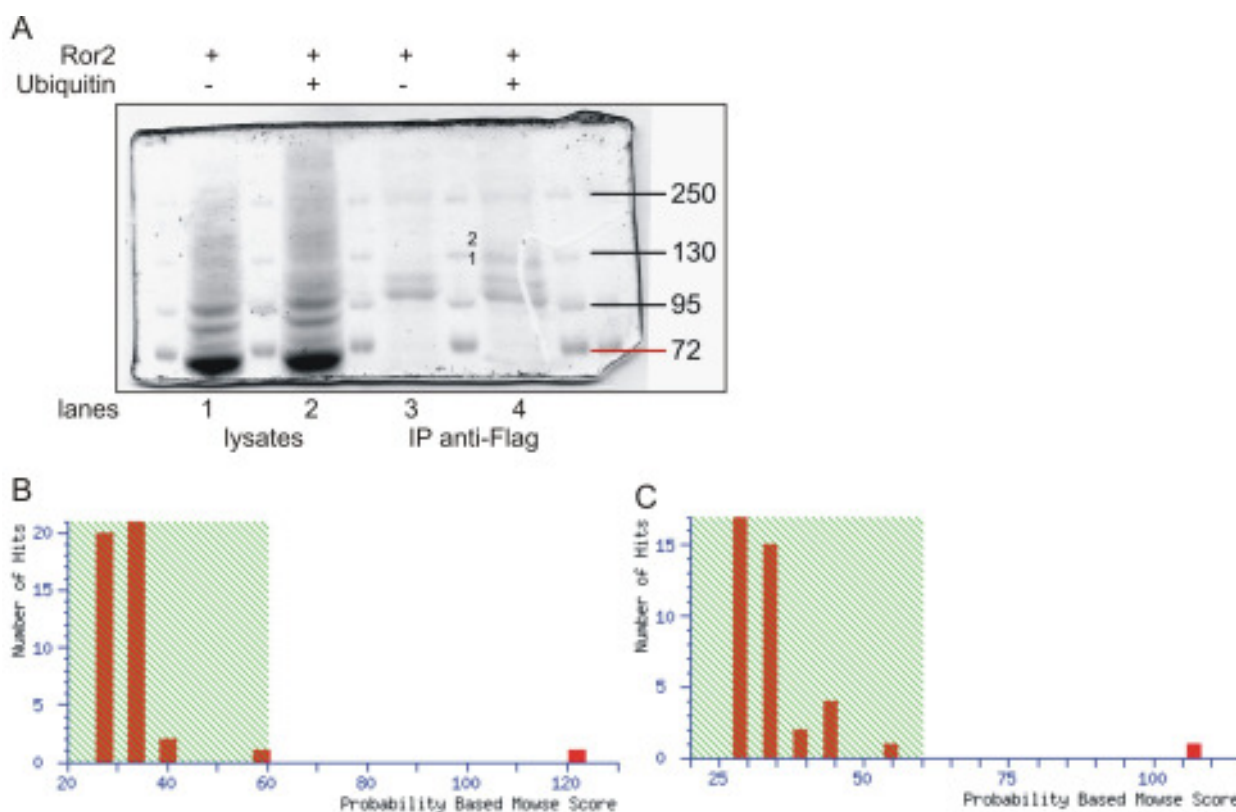 A
Ror2 + + + +
Ubiquitin - + - +
250
2
130
1
95
72
lanes 1 2 3 4
lysates IP anti-Flag
B
C
Number of Hits
20
15
10
5
0
20 40 60 80 100 120
Probability Based Mowse Score
Number of Hits
15
10
5
0
25 50 75 100
Probability Based Mowse Score